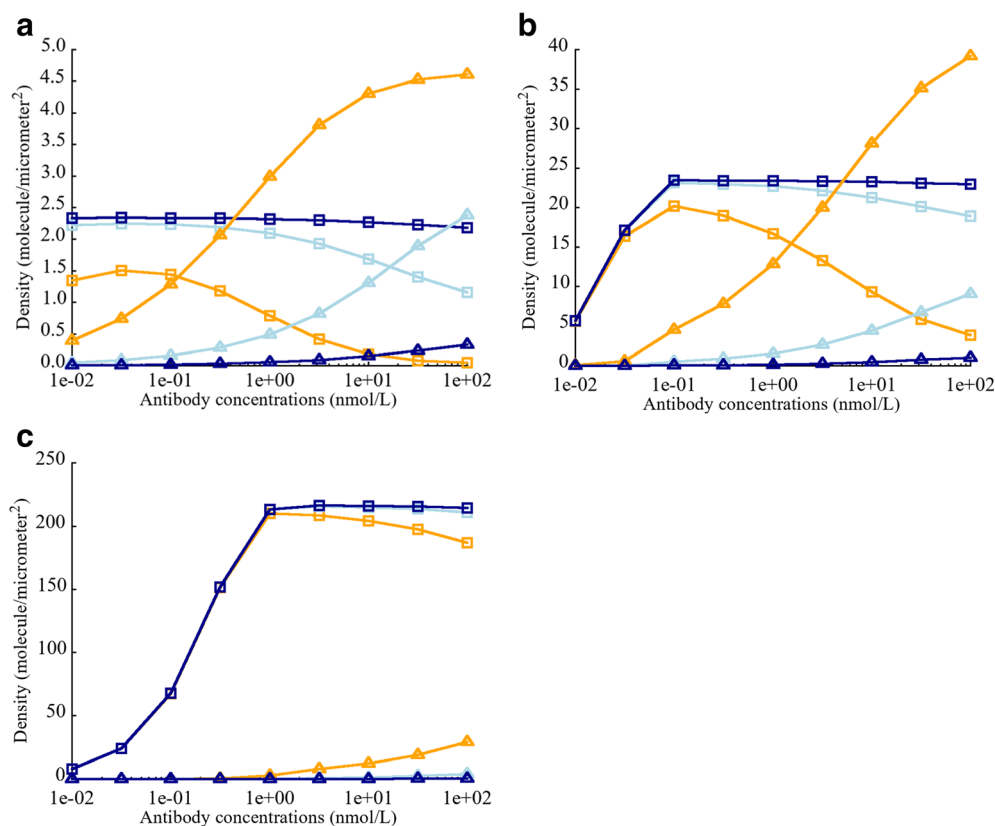 a
5.0
4.5
4.0
3.5
3.0
2.5
2.0
1.5
1.0
0.5
0.0
Density (molecule/micrometer2)
1e-02 1e-01 1e+00 1e+01 1e+02
Antibody concentrations (nmol/L)
b
40
35
30
25
20
15
10
5
0
Density (molecule/micrometer2)
1e-02 1e-01 1e+00 1e+01 1e+02
Antibody concentrations (nmol/L)
c
250
200
150
100
50
0
Density (molecule/micrometer2)
1e-02 1e-01 1e+00 1e+01 1e+02
Antibody concentrations (nmol/L)